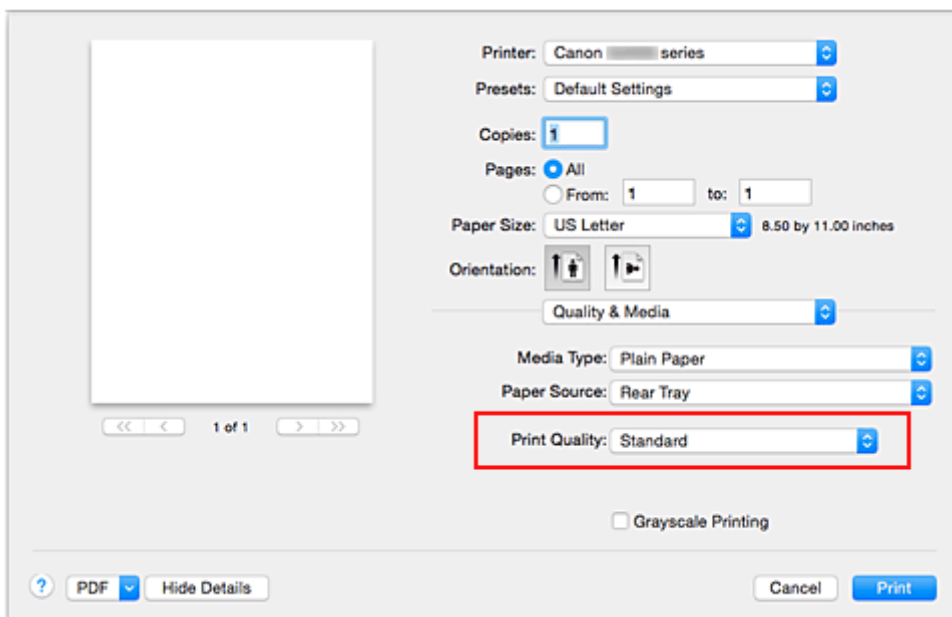 Printer: Canon series
Presets: Default Settings
Copies: 1
Pages: All
From: 1 to: 1
Paper Size: US Letter 8.50 by 11.00 inches
Orientation:
Quality & Media
Media Type: Plain Paper
Paper Source: Rear Tray
1 of 1
Print Quality: Standard
Grayscale Printing
? PDF Hide Details Cancel Print